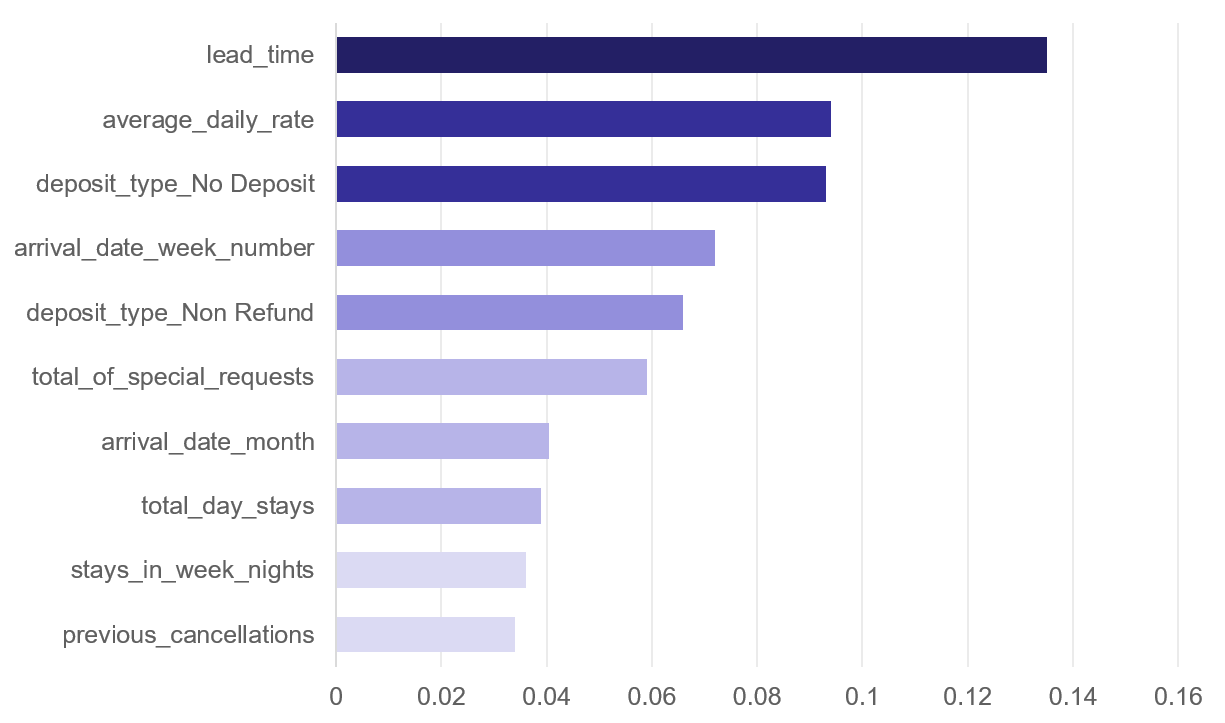 lead_time
average_daily_rate
deposit_type_No Deposit
arrival_date_week_number
deposit_type_Non Refund
total_of_special_requests
arrival_date_month
total_day_stays
stays_in_week_nights
previous_cancellations
0 0.02 0.04 0.06 0.08 0.1 0.12 0.14 0.16